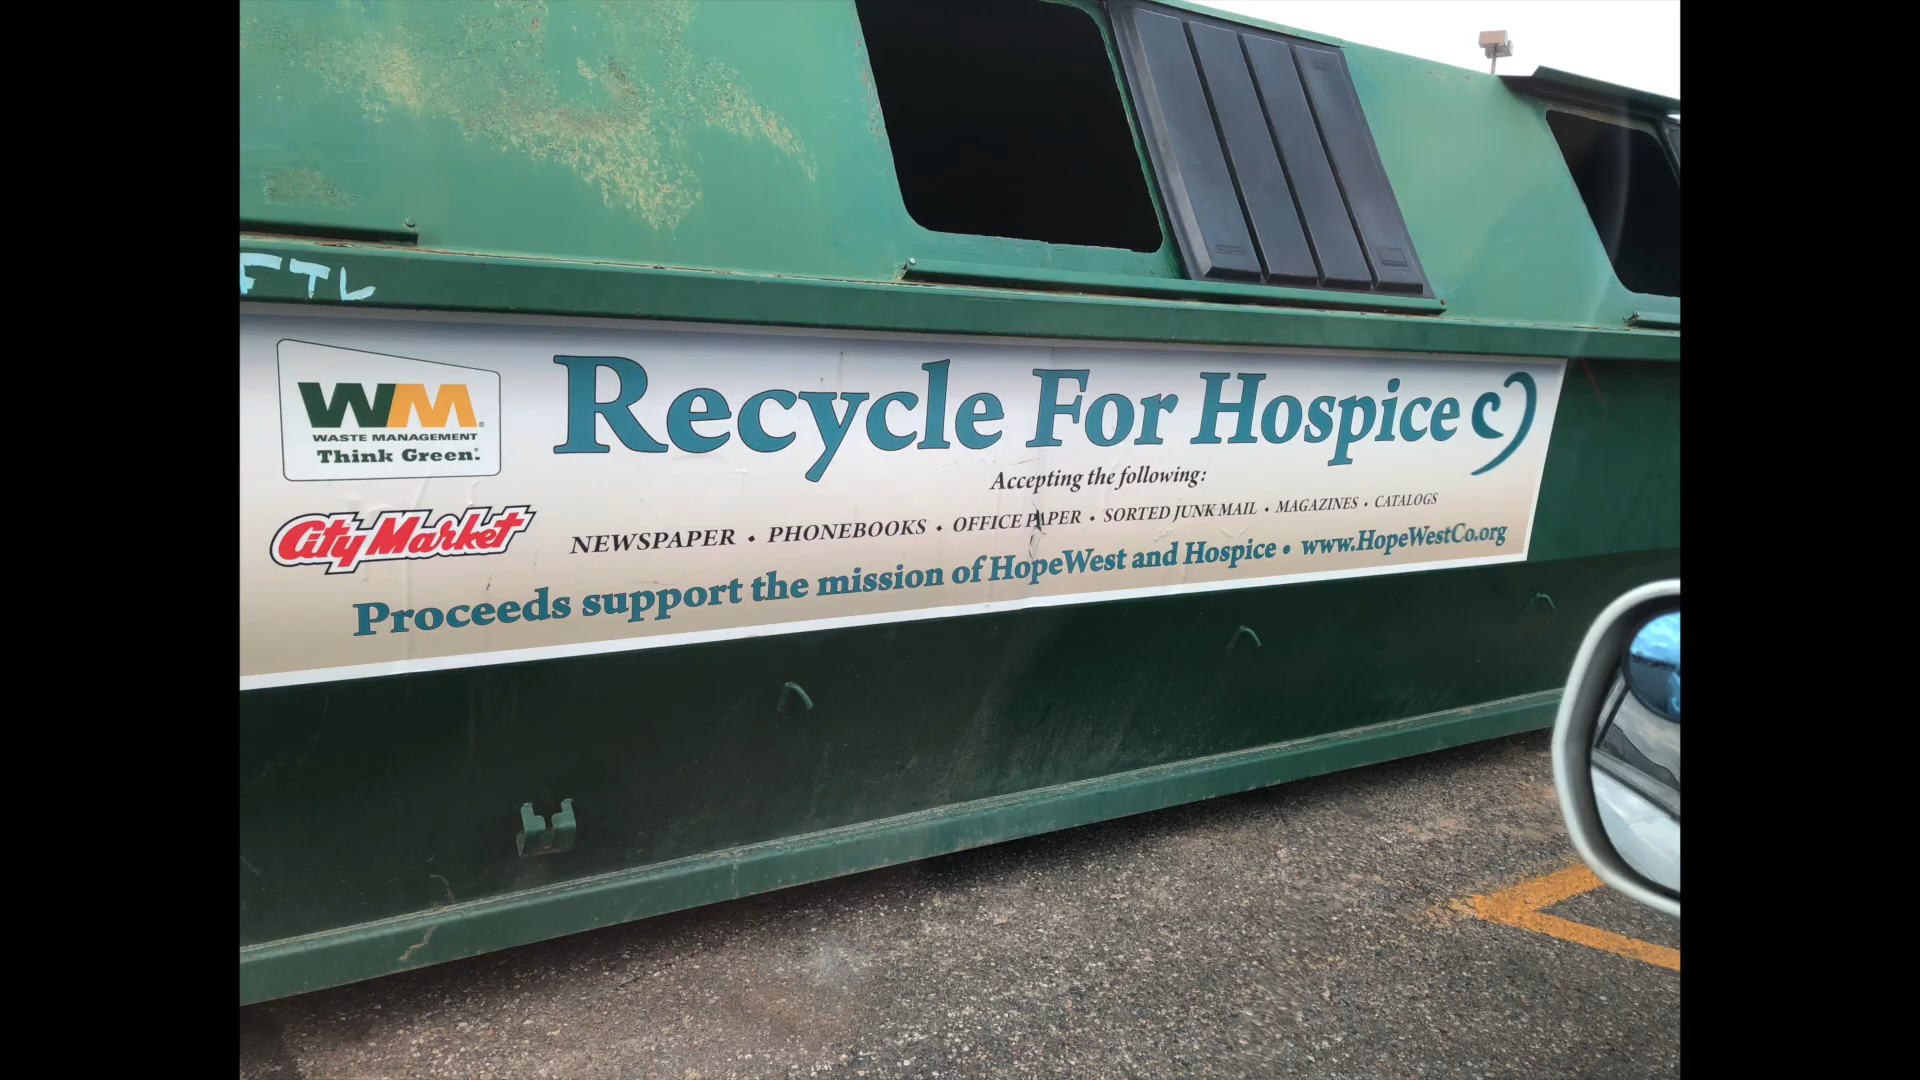 FTL
WM
WASTE MANAGEMENT
Think Green.
Recycle For Hospice
Accepting the following:
City Market
NEWSPAPER • PHONEBOOKS • OFFICE PAPER • SORTED JUNK MAIL • MAGAZINES • CATALOGS
Proceeds support the mission of HopeWest and Hospice • www.HopeWestCo.org